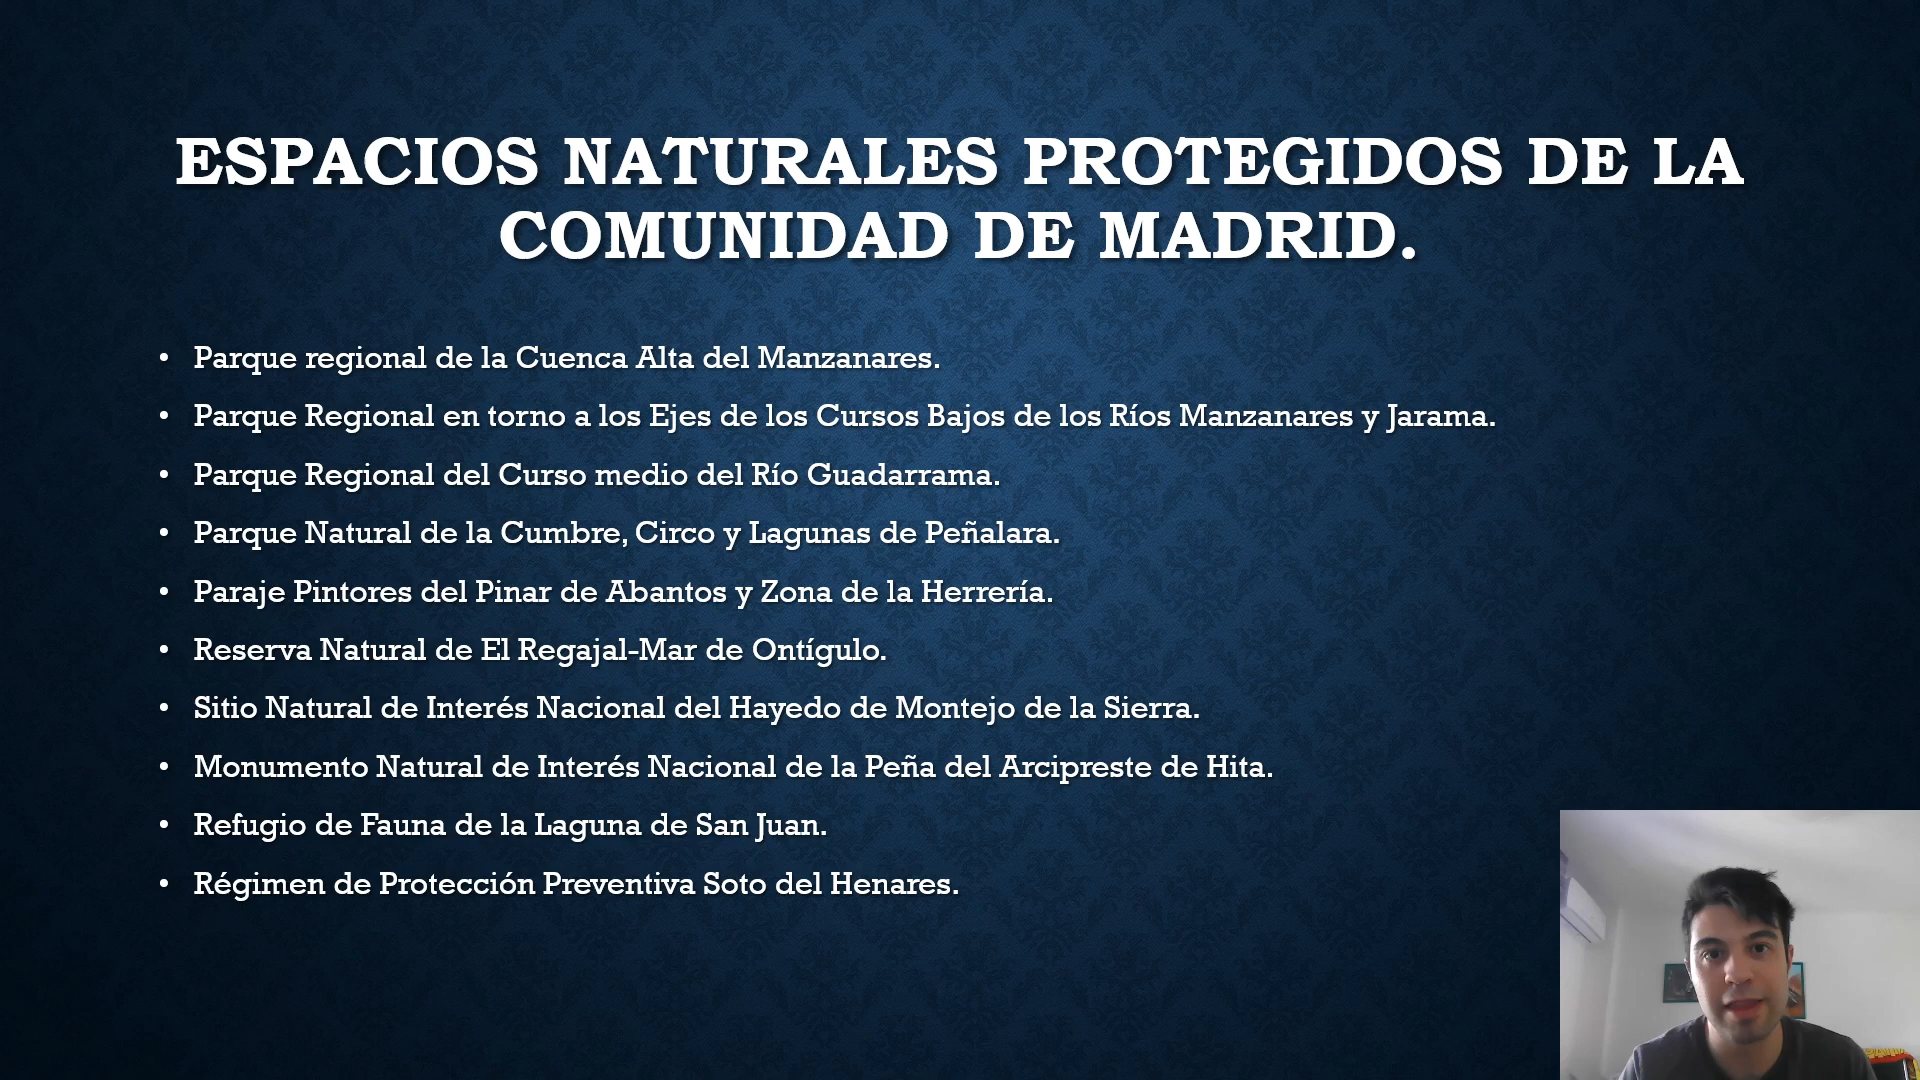 ESPACIOS NATURALES PROTEGIDOS DE LA
COMUNIDAD DE MADRID.
• Parque regional de la Cuenca Alta del Manzanares.
• Parque Regional en torno a los Ejes de los Cursos Bajos de los Ríos Manzanares y Jarama.
• Parque Regional del Curso medio del Río Guadarrama.
• Parque Natural de la Cumbre, Circo y Lagunas de Peñalara.
• Paraje Pintores del Pinar de Abantos y Zona de la Herrería.
• Reserva Natural de El Regajal-Mar de Ontígulo.
• Sitio Natural de Interés Nacional del Hayedo de Montejo de la Sierra.
• Monumento Natural de Interés Nacional de la Peña del Arcipreste de Hita.
• Refugio de Fauna de la Laguna de San Juan.
• Régimen de Protección Preventiva Soto del Henares.